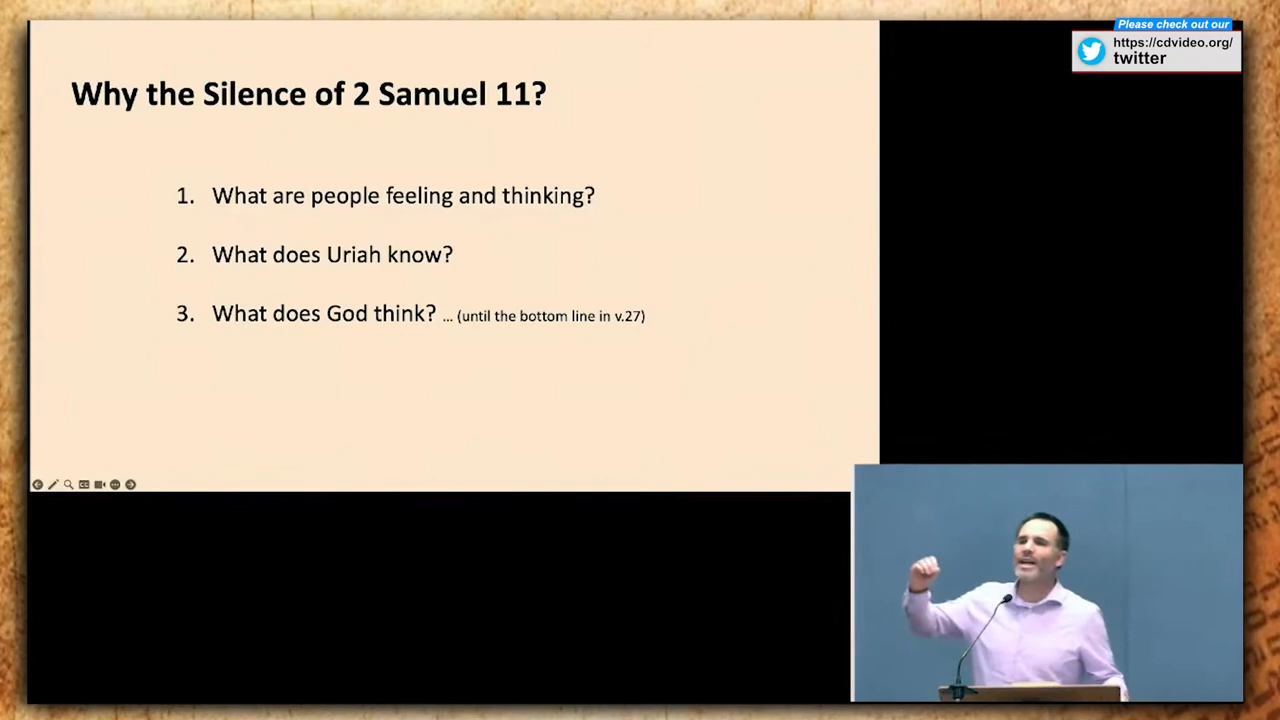 Please check out our
https://cdvideo.org/
twitter
Why the Silence of 2 Samuel 11?
1. What are people feeling and thinking?
2. What does Uriah know?
3. What does God think? ... (until the bottom line in v.27)